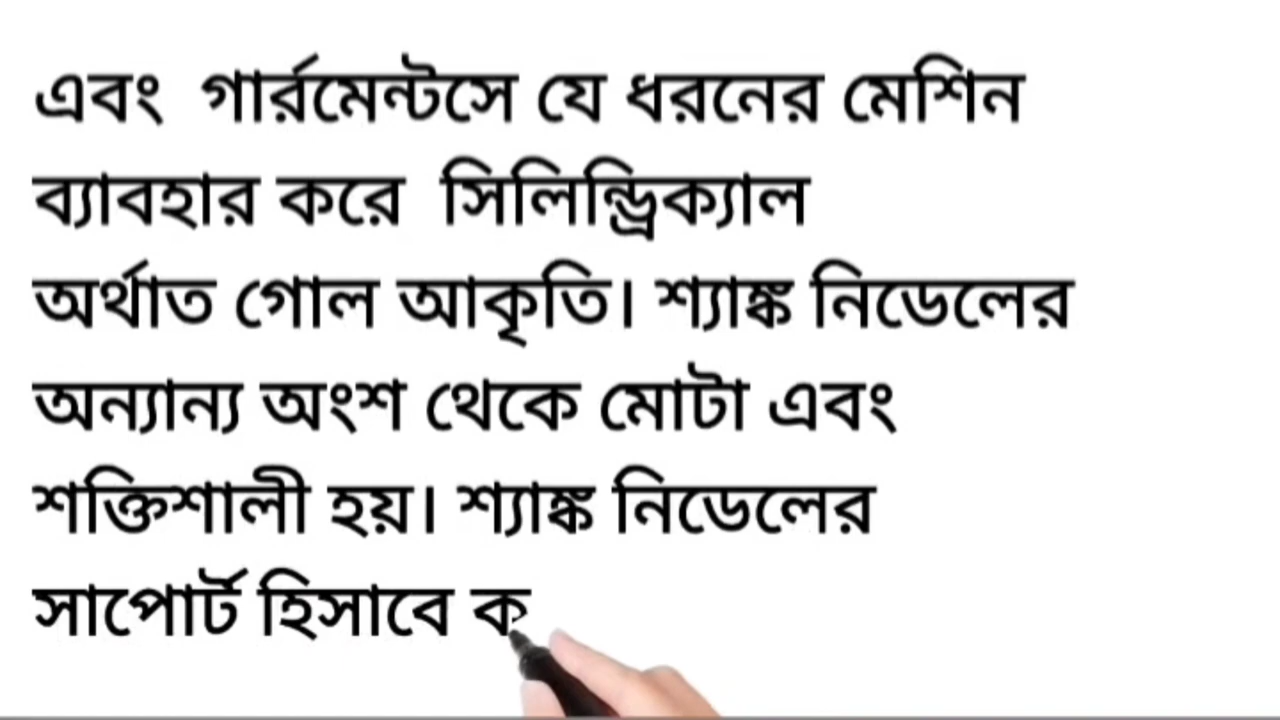 এবং গার্রমেন্টসে যে ধরনের মেশিন
ব্যাবহার করে সিলিন্ড্রিক্যাল
অর্থাত গোল আকৃতি। শ্যাঙ্ক নিডেলের
অন্যান্য অংশ থেকে মোটা এবং
শক্তিশালী হয়। শ্যাঙ্ক নিডেলের
সাপোর্ট হিসাবে ক